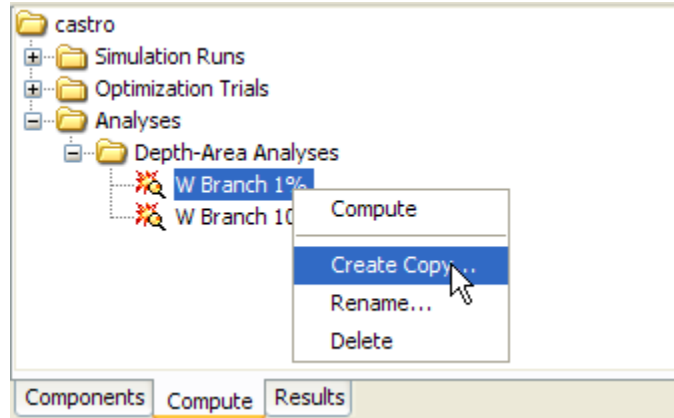 castro
Simulation Runs
Optimization Trials
Analyses
Depth-Area Analyses
W Branch 1%
W Branch 10
Compute
Create Copy...
Rename...
Delete
Components Compute Results